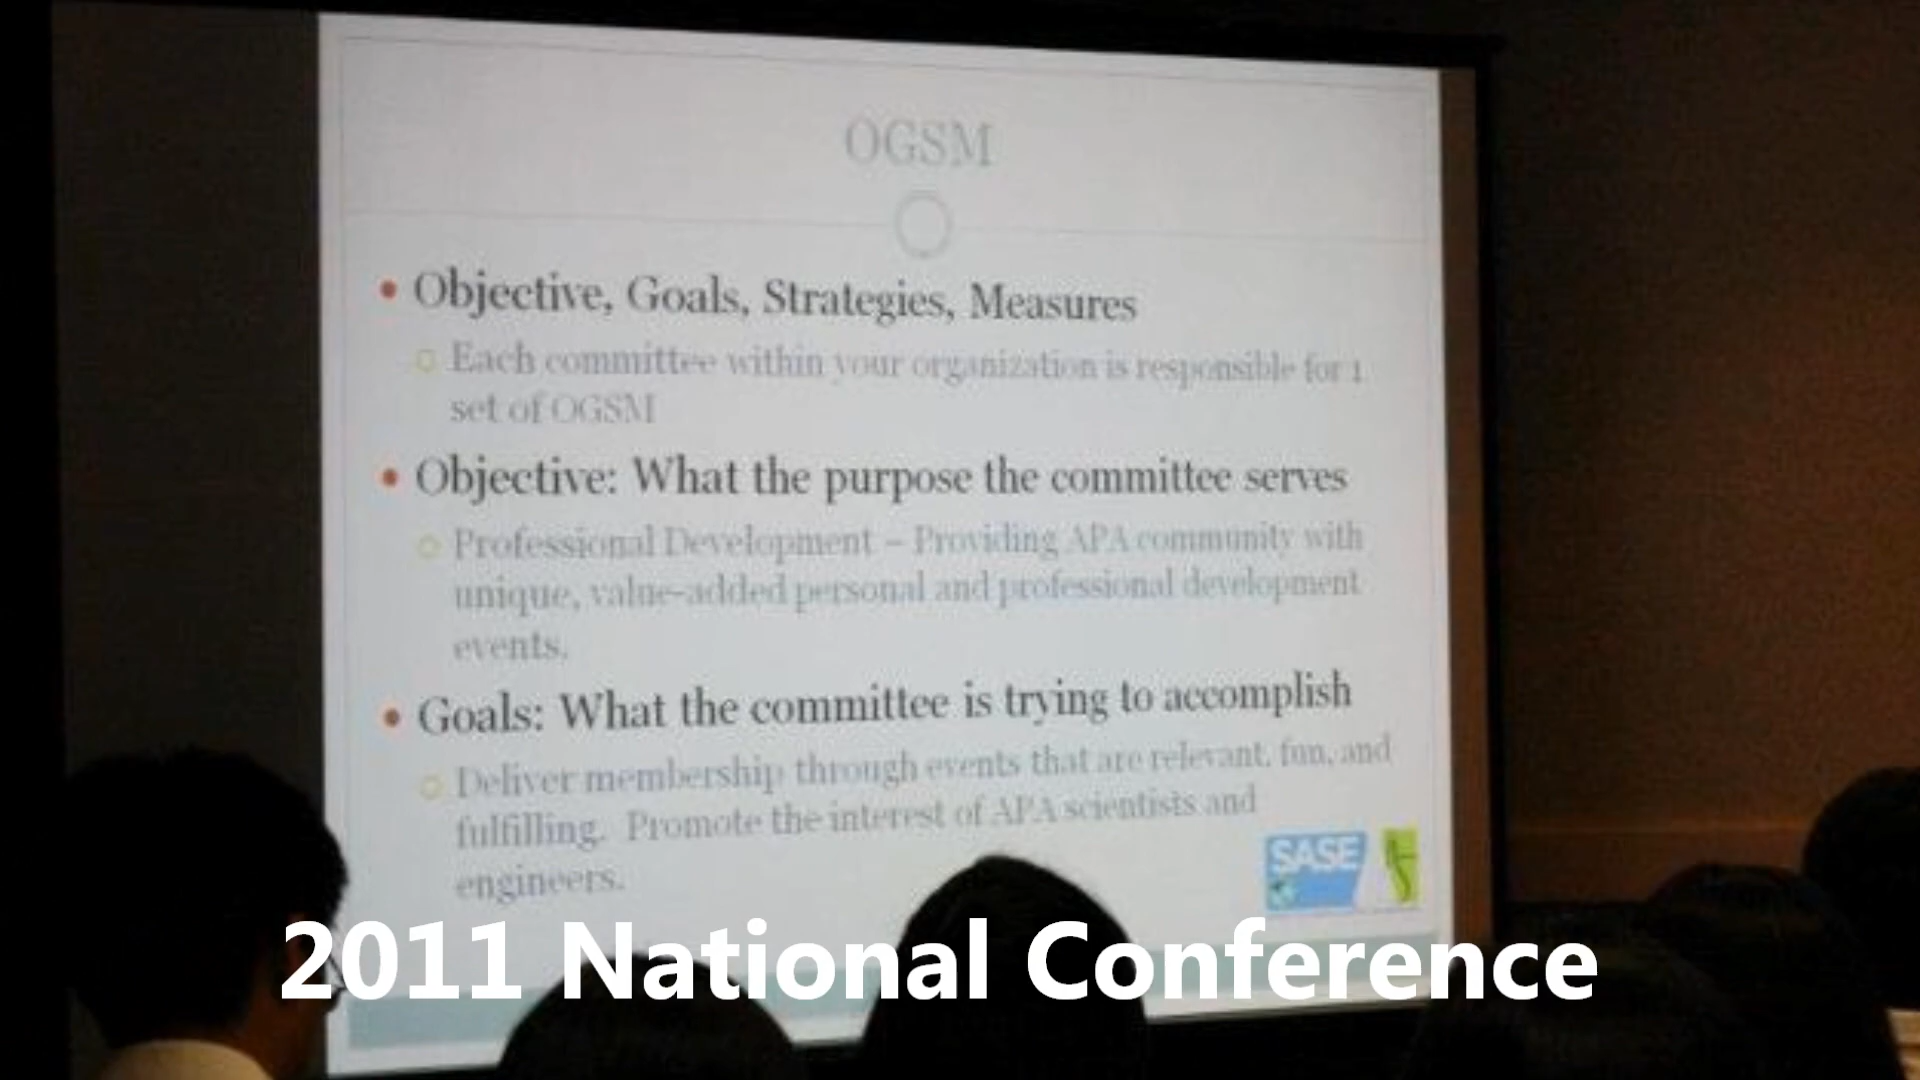 OGSM
• Objective, Goals, Strategies, Measures
○ Each committee within your organization is responsible for 1
set of OGSM
• Objective: What the purpose the committee serves
○ Professional Development – Providing APA community with
unique, value-added personal and professional development
events.
• Goals: What the committee is trying to accomplish
○ Deliver membership through events that are relevant, fun, and
fulfilling. Promote the interest of APA scientists and
engineers.
SASE
2011 National Conference